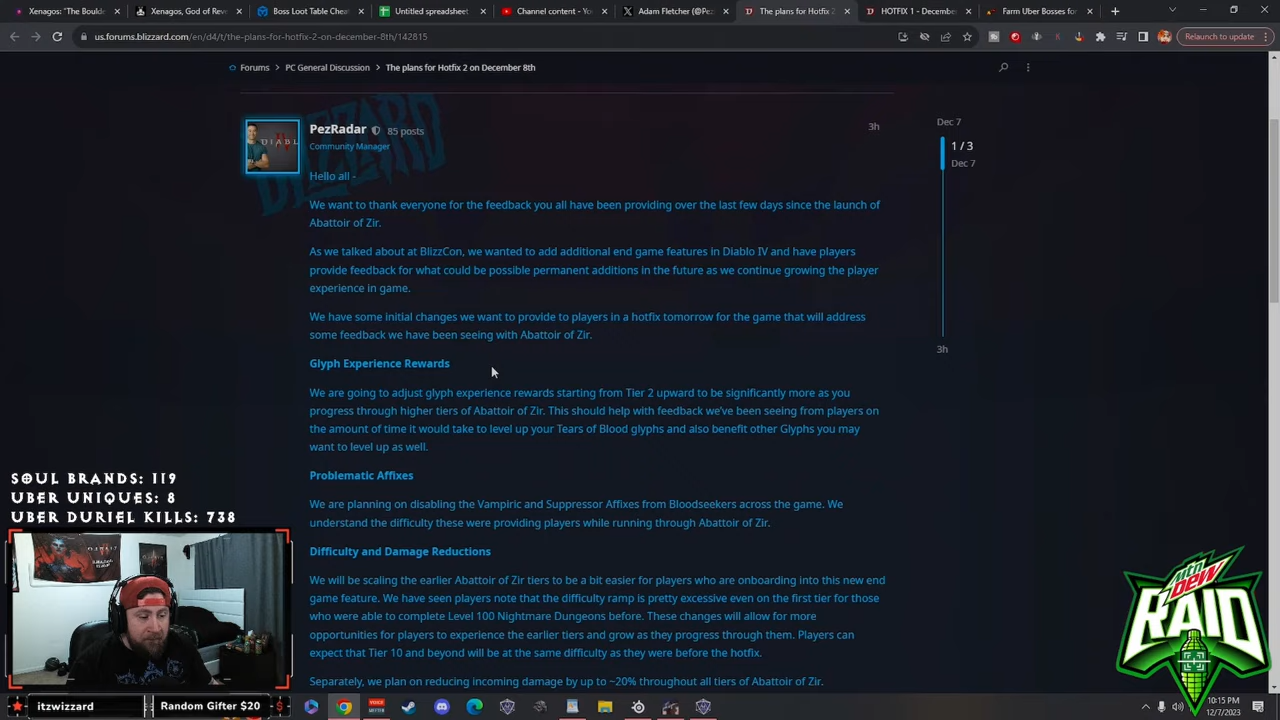 Xenagos: "The Boulde
Xenagos, God of Reve
Boss Loot Table Chea
Untitled spreadsheet
Channel content - Yo
Adam Fletcher (@Pez
The plans for Hotfix 2
HOTFIX 1 - December
Farm Uber Bosses for
us.forums.blizzard.com/en/d4/t/the-plans-for-hotfix-2-on-december-8th/142815
Relaunch to update
Forums > PC General Discussion > The plans for Hotfix 2 on December 8th
PezRadar 85 posts
3h
Community Manager
Dec 7
1 / 3
Dec 7
3h
Hello all -
We want to thank everyone for the feedback you all have been providing over the last few days since the launch of
Abattoir of Zir.
As we talked about at BlizzCon, we wanted to add additional end game features in Diablo IV and have players
provide feedback for what could be possible permanent additions in the future as we continue growing the player
experience in game.
We have some initial changes we want to provide to players in a hotfix tomorrow for the game that will address
some feedback we have been seeing with Abattoir of Zir.
Glyph Experience Rewards
We are going to adjust glyph experience rewards starting from Tier 2 upward to be significantly more as you
progress through higher tiers of Abattoir of Zir. This should help with feedback we've been seeing from players on
the amount of time it would take to level up your Tears of Blood glyphs and also benefit other Glyphs you may
want to level up as well.
Problematic Affixes
We are planning on disabling the Vampiric and Suppressor Affixes from Bloodseekers across the game. We
understand the difficulty these were providing players while running through Abattoir of Zir.
Difficulty and Damage Reductions
We will be scaling the earlier Abattoir of Zir tiers to be a bit easier for players who are onboarding into this new end
game feature. We have seen players note that the difficulty ramp is pretty excessive even on the first tier for those
who were able to complete Level 100 Nightmare Dungeons before. These changes will allow for more
opportunities for players to experience the earlier tiers and grow as they progress through them. Players can
expect that Tier 10 and beyond will be at the same difficulty as they were before the hotfix.
Separately, we plan on reducing incoming damage by up to ~20% throughout all tiers of Abattoir of Zir.
SOUL BRANDS: 119
UBER UNIQUES: 8
UBER DURIEL KILLS: 738
itzwizzard
Random Gifter $20
mtn
DEW
RAID
10:15 PM
12/7/2023